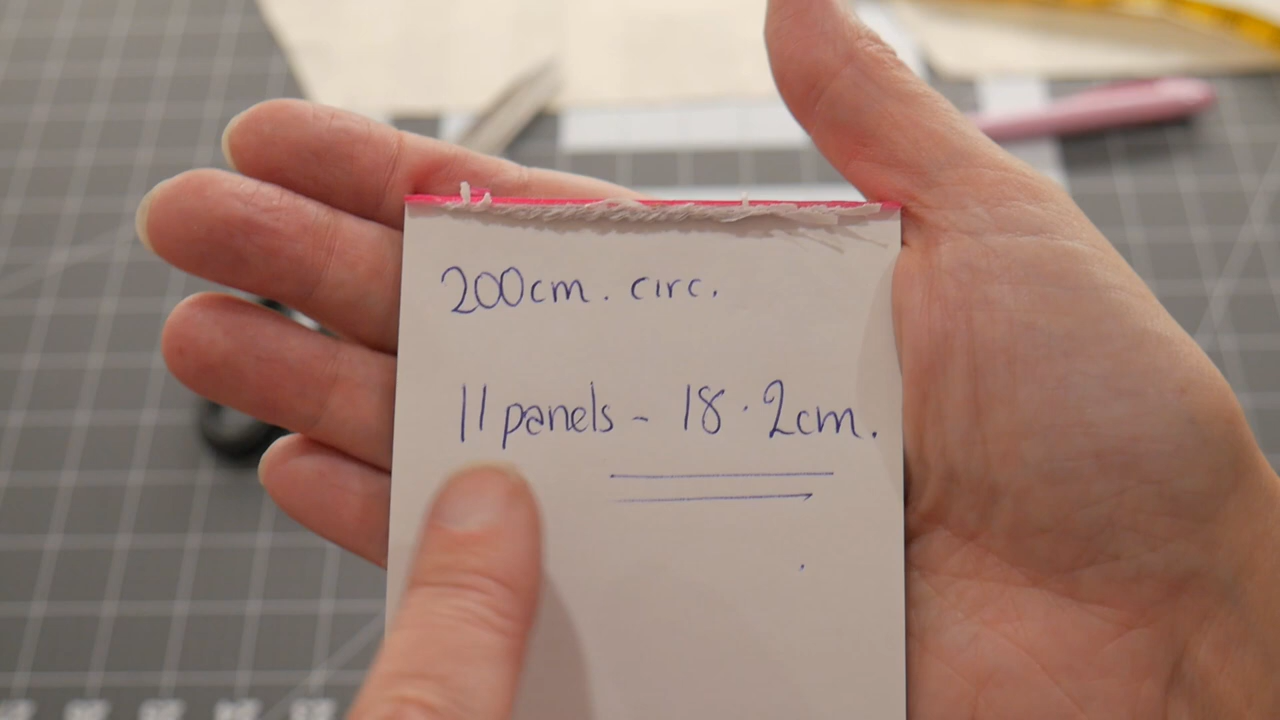 200cm. circ.
11 panels - 18.2cm.